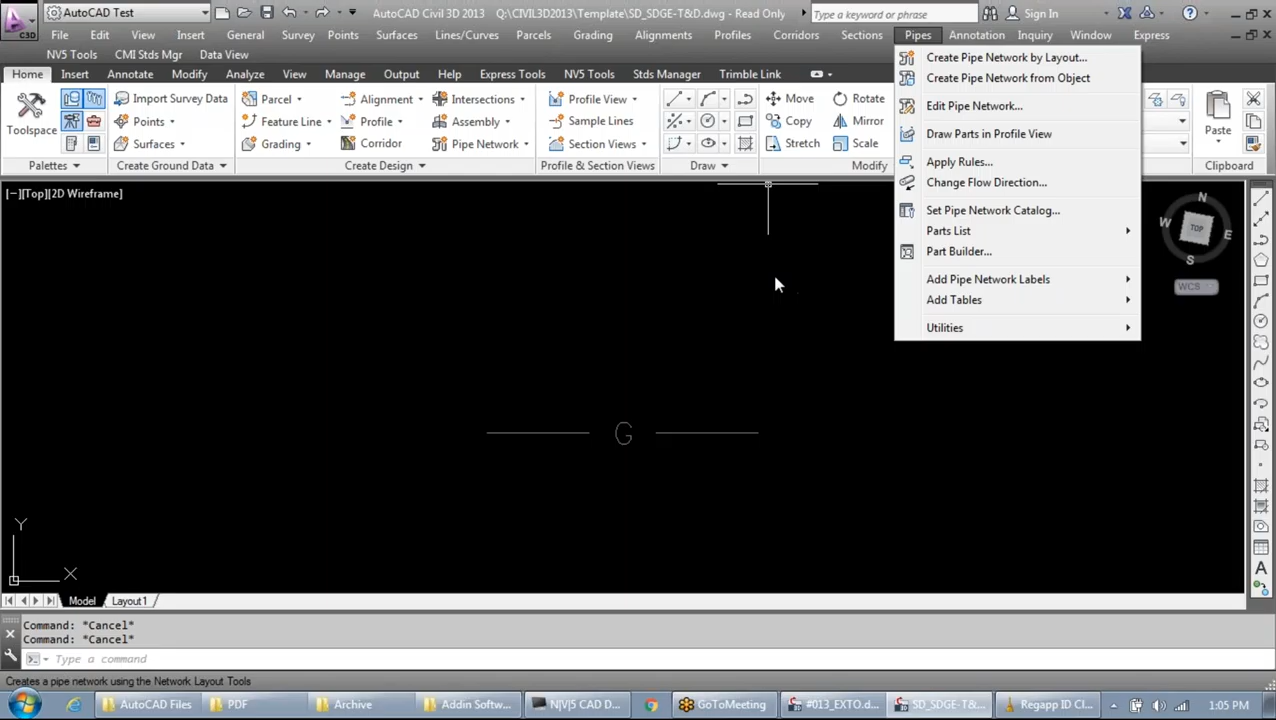 AutoCAD Test
AutoCAD Civil 3D 2013 Q:\CIVIL3D2013\Template\SD_SDGE-T&D.dwg - Read Only
Type a keyword or phrase
Sign In
C3D
File Edit View Insert General Survey Points Surfaces Lines/Curves Parcels Grading Alignments Profiles Corridors Sections Pipes Annotation Inquiry Window Express
NV5 Tools CMI Stds Mgr Data View
Home Insert Annotate Modify Analyze View Manage Output Help Express Tools NV5 Tools Stds Manager Trimble Link
Import Survey Data Parcel Alignment Intersections Profile View Move Rotate
Toolspace Points Feature Line Profile Assembly Sample Lines Copy Mirror Paste
Surfaces Grading Corridor Pipe Network Section Views Stretch Scale
Palettes Create Ground Data Create Design Profile & Section Views Draw Modify Clipboard
Create Pipe Network by Layout...
Create Pipe Network from Object
Edit Pipe Network...
Draw Parts in Profile View
Apply Rules...
Change Flow Direction...
Set Pipe Network Catalog...
Parts List
Part Builder...
Add Pipe Network Labels
Add Tables
Utilities
[−][Top][2D Wireframe]
N
W TOP E
S
WCS
G
Y
X
Model Layout1
Command: *Cancel*
Command: *Cancel*
Type a command
Creates a pipe network using the Network Layout Tools
Archive Files PDF Archive Addin Softw... N|V|5 CAD D... GoToMeeting #013_EXTO.d... SD_SDGE-T&... Regapp ID Cl... 1:05 PM